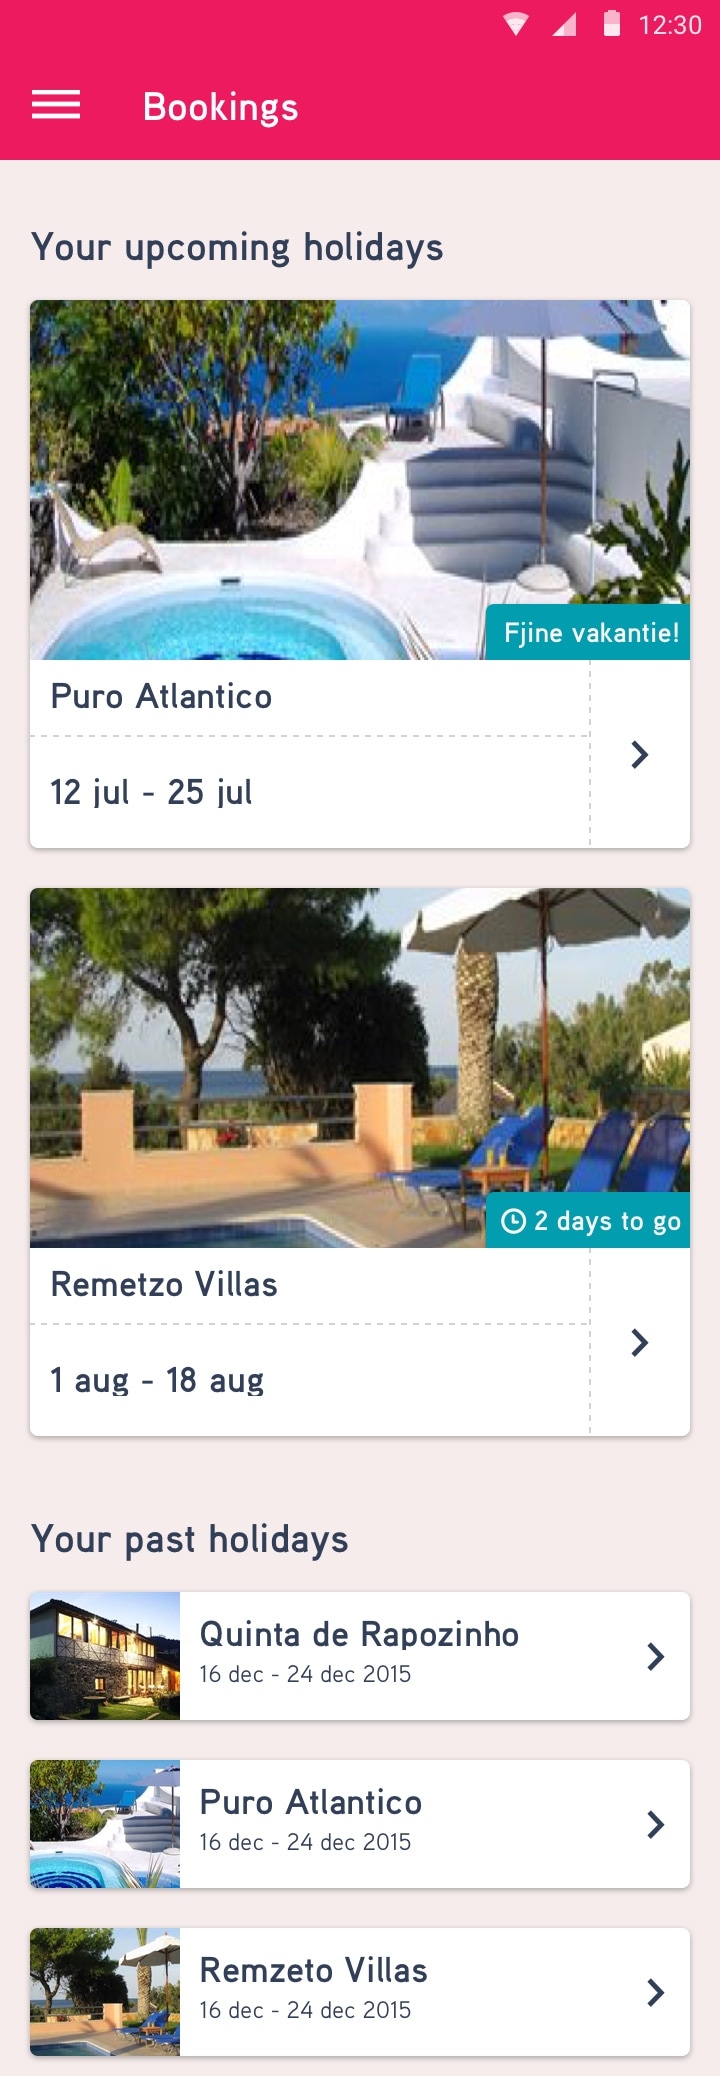 12:30
Bookings
Your upcoming holidays
Fjine vakantie!
Puro Atlantico
12 jul - 25 jul
2 days to go
Remetzo Villas
1 aug - 18 aug
Your past holidays
Quinta de Rapozinho
16 dec - 24 dec 2015
Puro Atlantico
16 dec - 24 dec 2015
Remzeto Villas
16 dec - 24 dec 2015